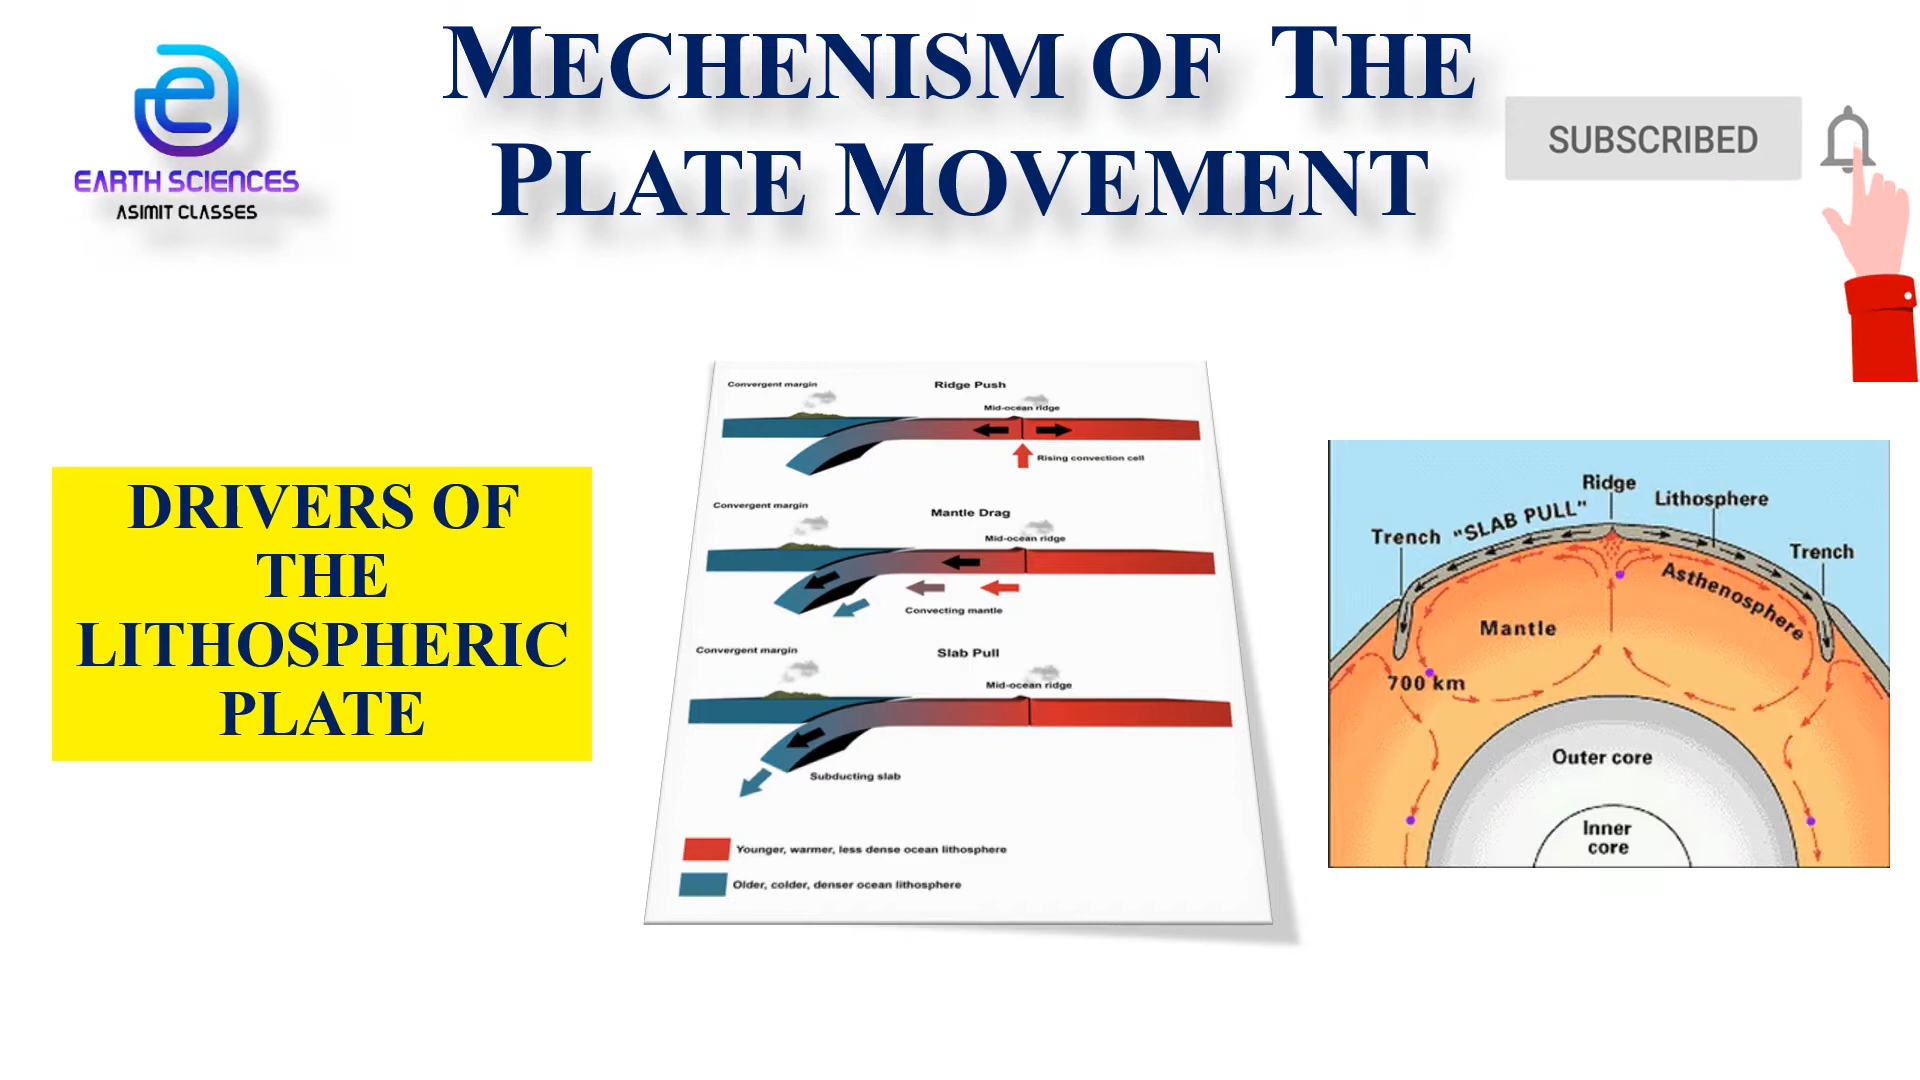 MECHENISM OF THE
PLATE MOVEMENT
EARTH SCIENCES
ASIMIT CLASSES
SUBSCRIBED
DRIVERS OF
THE
LITHOSPHERIC
PLATE
Convergent margin
Ridge Push
Mid-ocean ridge
Rising convection cell
Convergent margin
Mantle Drag
Mid-ocean ridge
Convecting mantle
Convergent margin
Slab Pull
Mid-ocean ridge
Subducting slab
Younger, warmer, less dense ocean lithosphere
Older, colder, denser ocean lithosphere
Ridge
Lithosphere
Trench
"SLAB PULL"
Trench
Asthenosphere
Mantle
700 km
Outer core
Inner
core